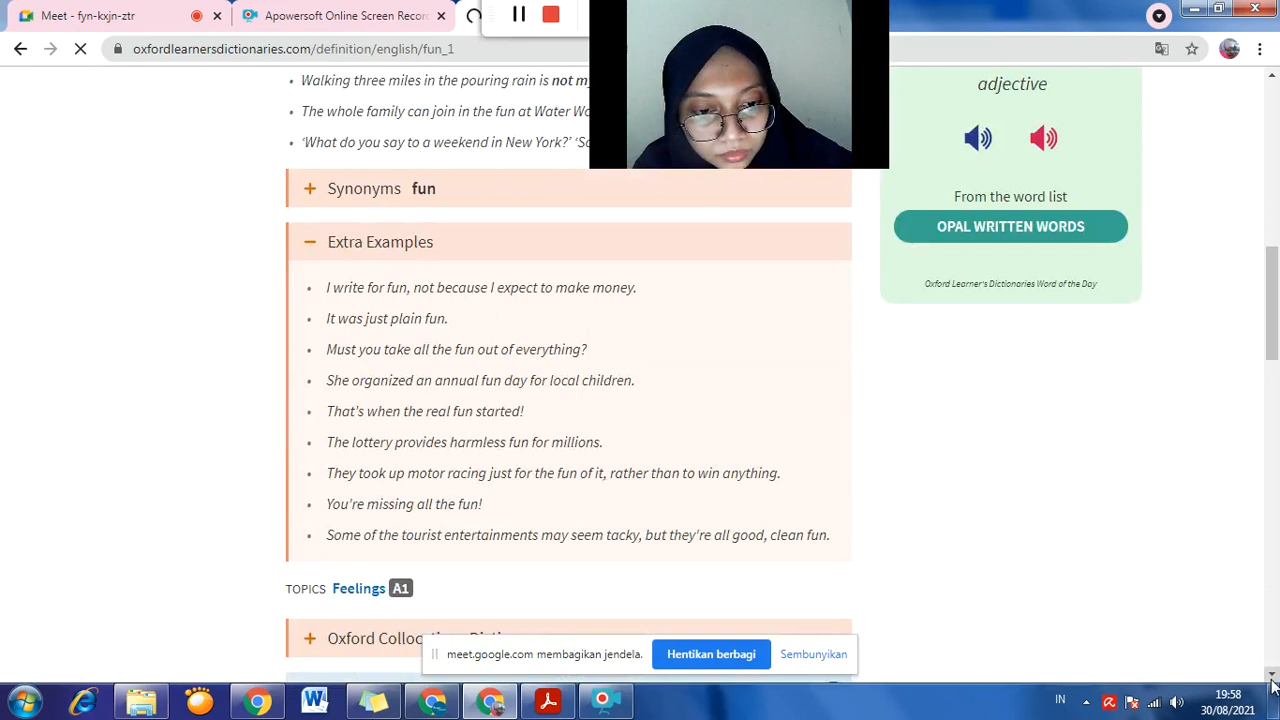 Meet - fyn-kxjn-ztr
Apowersoft Online Screen Record
oxfordlearnersdictionaries.com/definition/english/fun_1
• Walking three miles in the pouring rain is not
• The whole family can join in the fun at Water
• ‘What do you say to a weekend in New York?’
+ Synonyms fun
− Extra Examples
• I write for fun, not because I expect to make money.
• It was just plain fun.
• Must you take all the fun out of everything?
• She organized an annual fun day for local children.
• That's when the real fun started!
• The lottery provides harmless fun for millions.
• They took up motor racing just for the fun of it, rather than to win anything.
• You're missing all the fun!
• Some of the tourist entertainments may seem tacky, but they're all good, clean fun.
TOPICS Feelings A1
+ Oxford
adjective
From the word list
OPAL WRITTEN WORDS
Oxford Learner's Dictionaries Word of the Day
meet.google.com membagikan jendela.
Hentikan berbagi
Sembunyikan
IN
19:58
30/08/2021